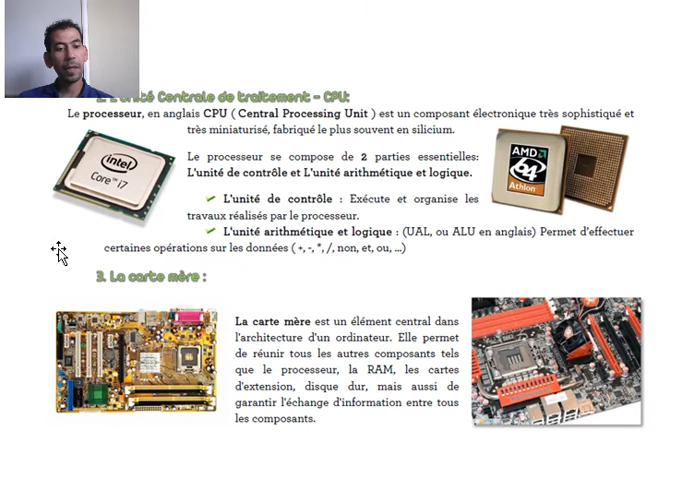 2. L'unité Centrale de traitement – CPU:
Le processeur, en anglais CPU ( Central Processing Unit ) est un composant électronique très sophistiqué et
très miniaturisé, fabriqué le plus souvent en silicium.
intel
Core i7
Le processeur se compose de 2 parties essentielles:
L'unité de contrôle et L'unité arithmétique et logique.
AMD
64
Athlon
L'unité de contrôle : Exécute et organise les
travaux réalisés par le processeur.
L'unité arithmétique et logique : (UAL, ou ALU en anglais) Permet d'effectuer
certaines opérations sur les données ( +, -, *, /, non, et, ou, ...)
3. La carte mère :
La carte mère est un élément central dans
l'architecture d'un ordinateur. Elle permet
de réunir tous les autres composants tels
que le processeur, la RAM, les cartes
d'extension, disque dur, mais aussi de
garantir l'échange d'information entre tous
les composants.